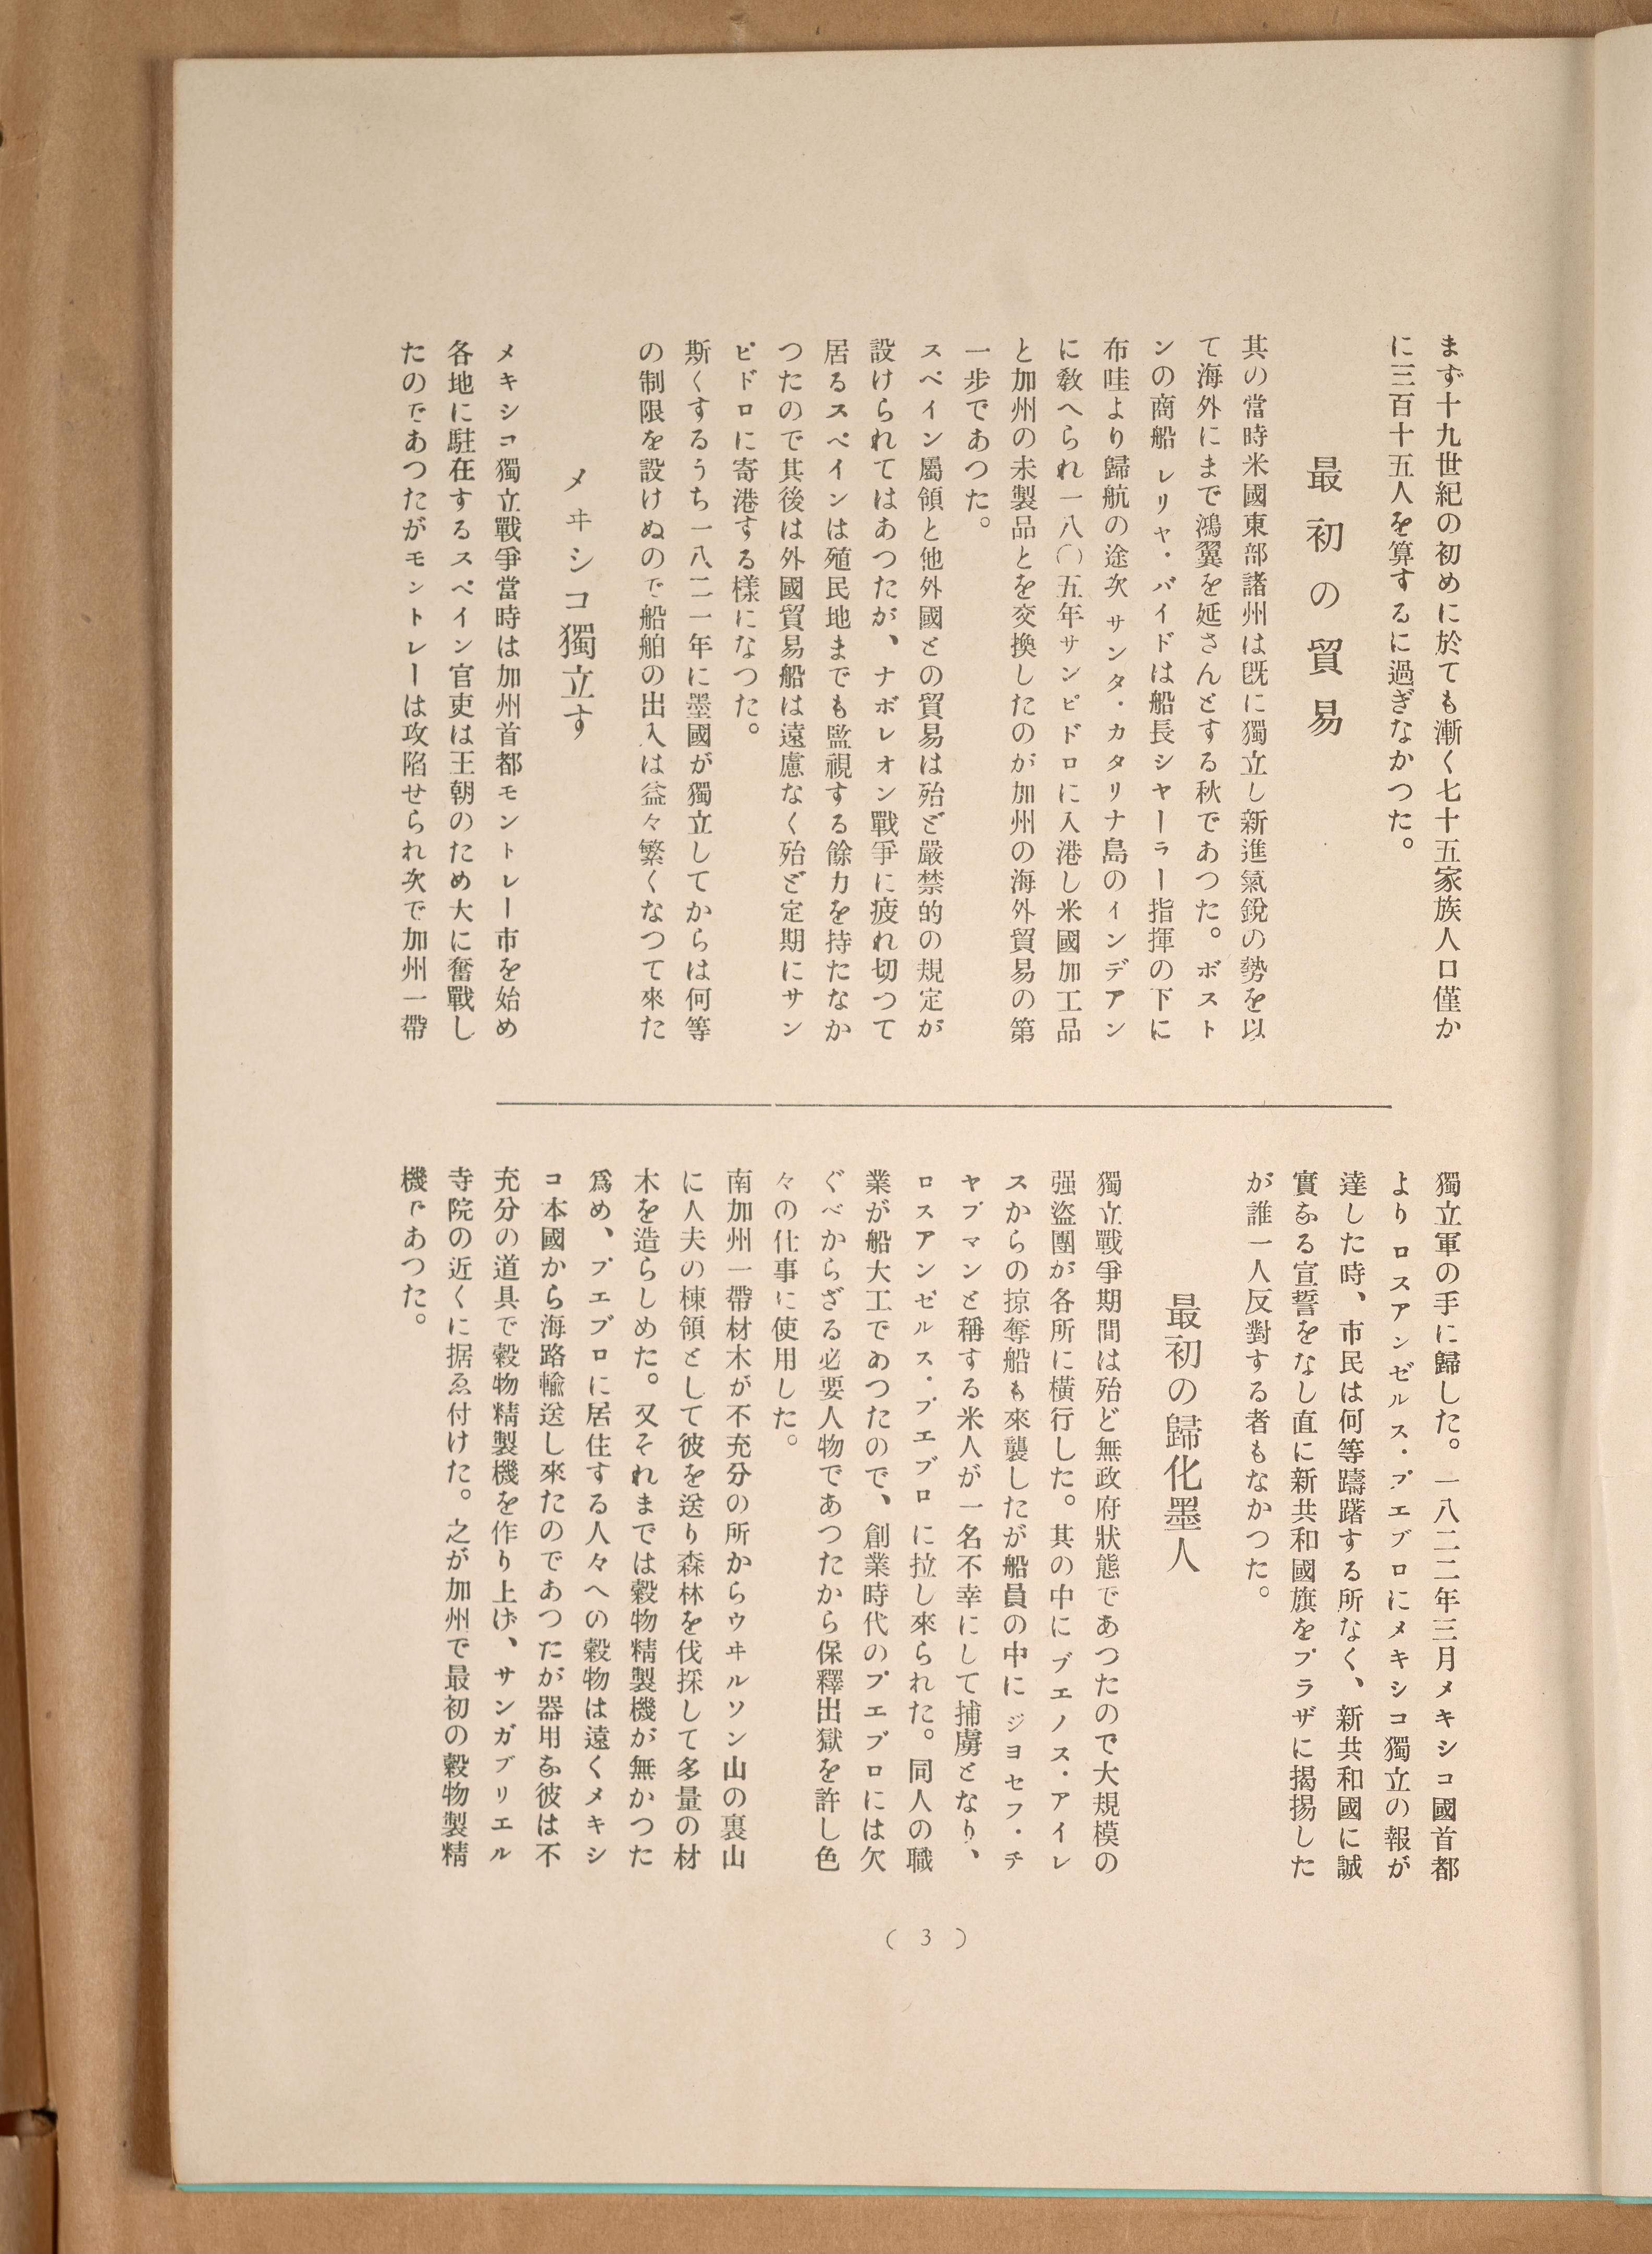 まず十九世紀の初めに於ても漸く七十五家族人口僅か
に三百十五人を算するに過ぎなかつた。
最初の貿易
其の當時米國東部諸州は既に獨立し新進氣銳の勢を以
て海外にまで鴻翼を延さんとする秋であつた。ボスト
ンの商船レリヤ・バイドは船長シヤーラー指揮の下に
布哇より歸航の途次サンタ・カタリナ島のインデアン
に敎へられ一八〇五年サンピドロに入港し米國加工品
と加州の未製品とを交換したのが加州の海外貿易の第
一步であつた。
スペイン屬領と他外國との貿易は殆ど嚴禁的の規定が
設けられてはあつたが、ナポレオン戰爭に疲れ切つて
居るスペインは殖民地までも監視する餘力を持たなか
つたので其後は外國貿易船は遠慮なく殆ど定期にサン
ピドロに寄港する樣になつた。
斯くするうち一八二一年に墨國が獨立してからは何等
の制限を設けぬので船舶の出入は益々繁くなつて來た
メヰシコ獨立す
メキシコ獨立戰爭當時は加州首都モントレー市を始め
各地に駐在するスペイン官吏は王朝のため大に奮戰し
たのであつたがモントレーは攻陷せられ次で加州一帶
獨立軍の手に歸した。一八二二年三月メキシコ國首都
よりロスアンゼルス・プエブロにメキシコ獨立の報が
達した時、市民は何等躊躇する所なく、新共和國に誠
實なる宣誓をなし直に新共和國旗をプラザに揭揚した
が誰一人反對する者もなかつた。
最初の歸化墨人
獨立戰爭期間は殆ど無政府狀態であつたので大規模の
强盜團が各所に橫行した。其の中にブエノス・アイレ
スからの掠奪船も來襲したが船員の中にジヨセフ・チ
ヤプマンと稱する米人が一名不幸にして捕虜となり、
ロスアンゼルス・プエブロに拉し來られた。同人の職
業が船大工であつたので、創業時代のプエブロには欠
ぐべからざる必要人物であつたから保釋出獄を許し色
々の仕事に使用した。
南加州一帶材木が不充分の所からウヰルソン山の裏山
に人夫の棟領として彼を送り森林を伐採して多量の材
木を造らしめた。又それまでは穀物精製機が無かつた
爲め、プエブロに居住する人々への穀物は遠くメキシ
コ本國から海路輸送し來たのであつたが器用な彼は不
充分の道具で穀物精製機を作り上げ、サンガブリエル
寺院の近くに据ゑ付けた。之が加州で最初の穀物製精
機であつた。
(3)